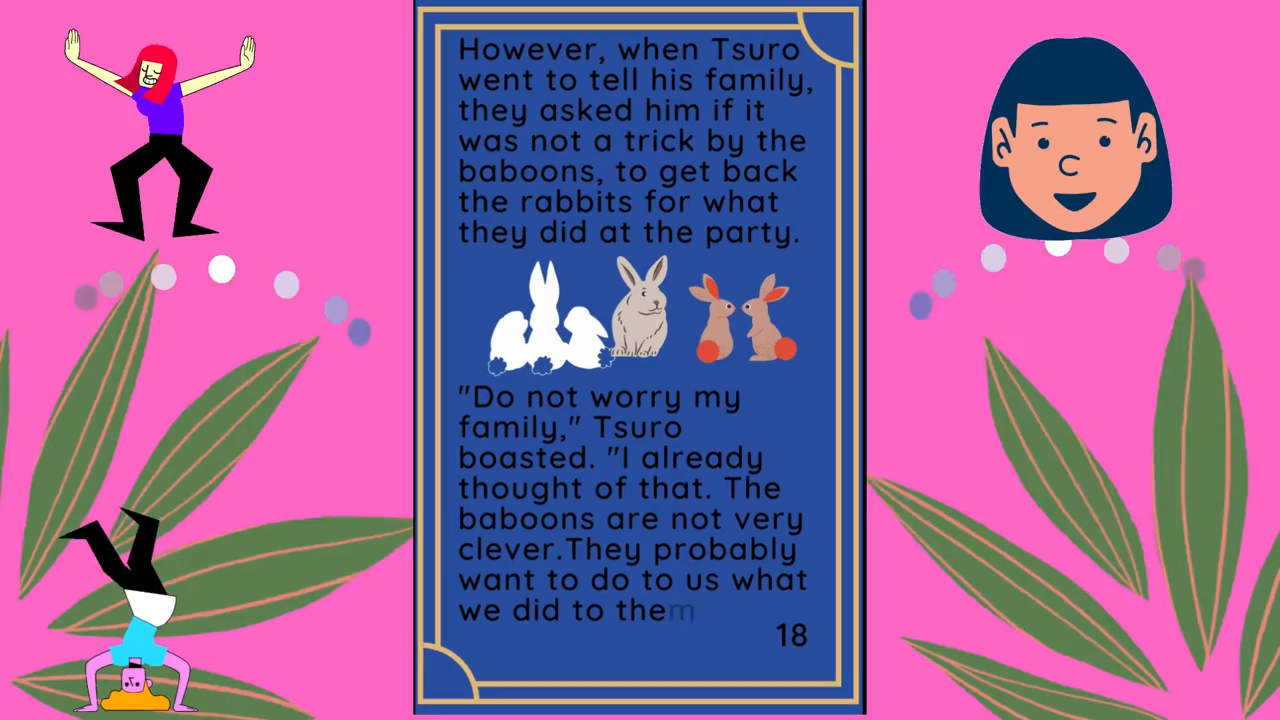 However, when Tsuro
went to tell his family,
they asked him if it
was not a trick by the
baboons, to get back
the rabbits for what
they did at the party.
"Do not worry my
family," Tsuro
boasted. "I already
thought of that. The
baboons are not very
clever.They probably
want to do to us what
we did to them
18